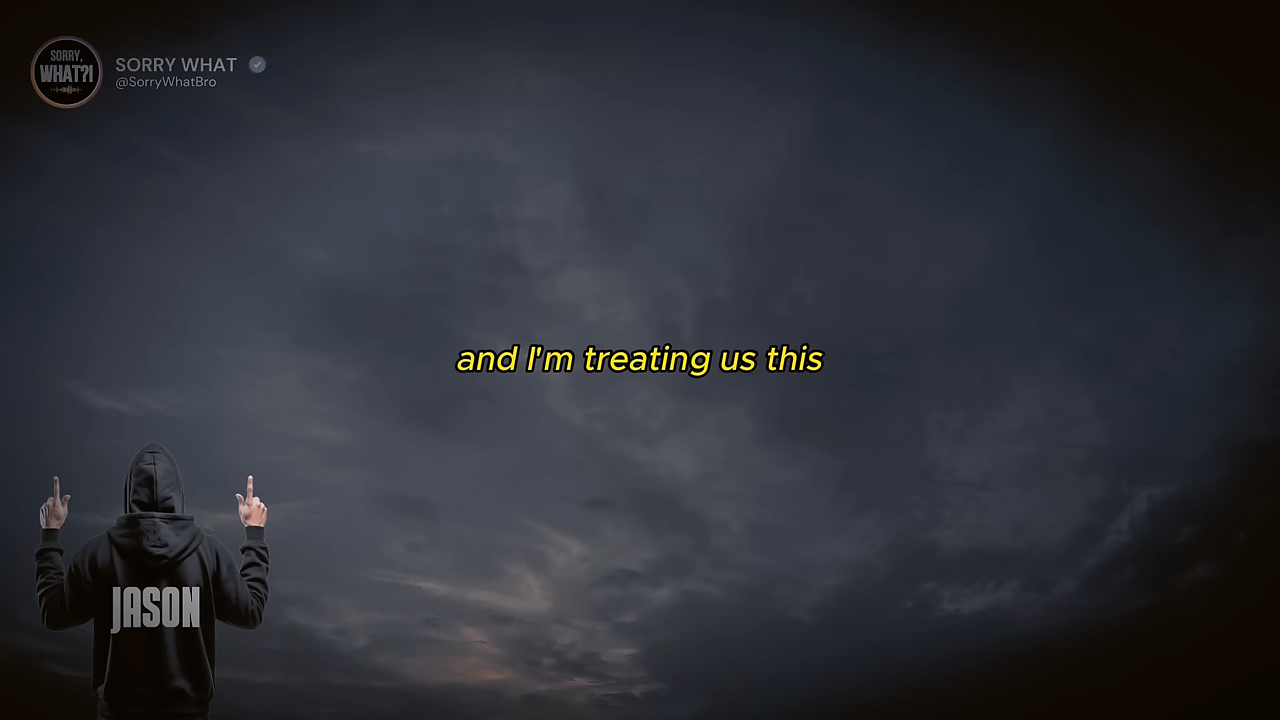 SORRY,
WHAT?!
SORRY WHAT
@SorryWhatBro
and I'm treating us this
JASON